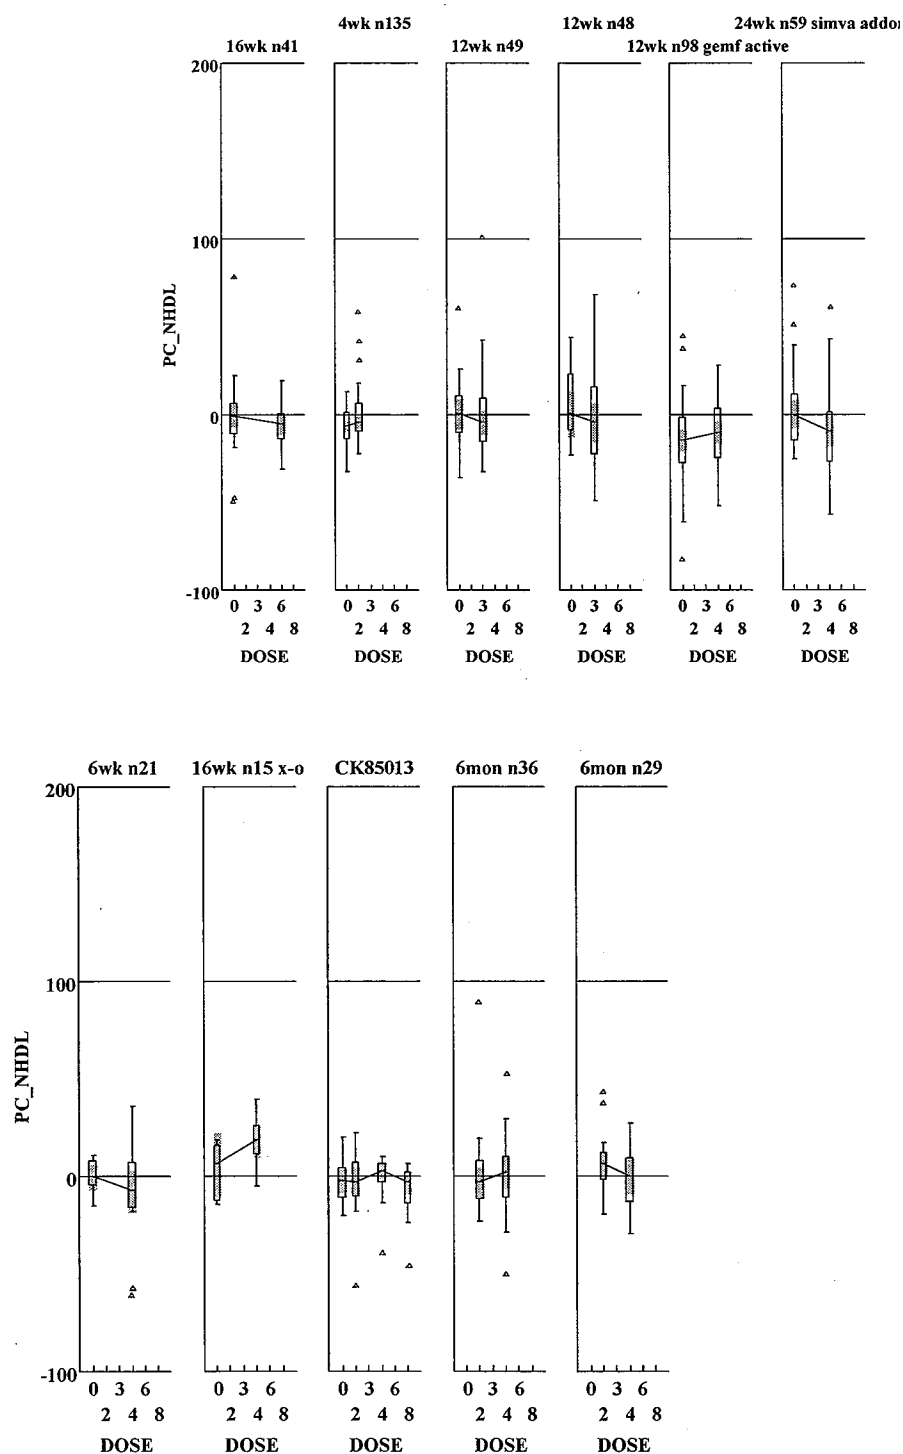 4wk n135 12wk n48 24wk n59 simva addon
16wk n41 12wk n49 12wk n98 gemf active
200
100
PC_NHDL
0
-100
0 3 6 0 3 6 0 3 6 0 3 6 0 3 6 0 3 6
2 4 8 2 4 8 2 4 8 2 4 8 2 4 8 2 4 8
DOSE DOSE DOSE DOSE DOSE DOSE
6wk n21 16wk n15 x-o CK85013 6mon n36 6mon n29
200
100
PC_NHDL
0
-100
0 3 6 0 3 6 0 3 6 0 3 6 0 3 6
2 4 8 2 4 8 2 4 8 2 4 8 2 4 8
DOSE DOSE DOSE DOSE DOSE